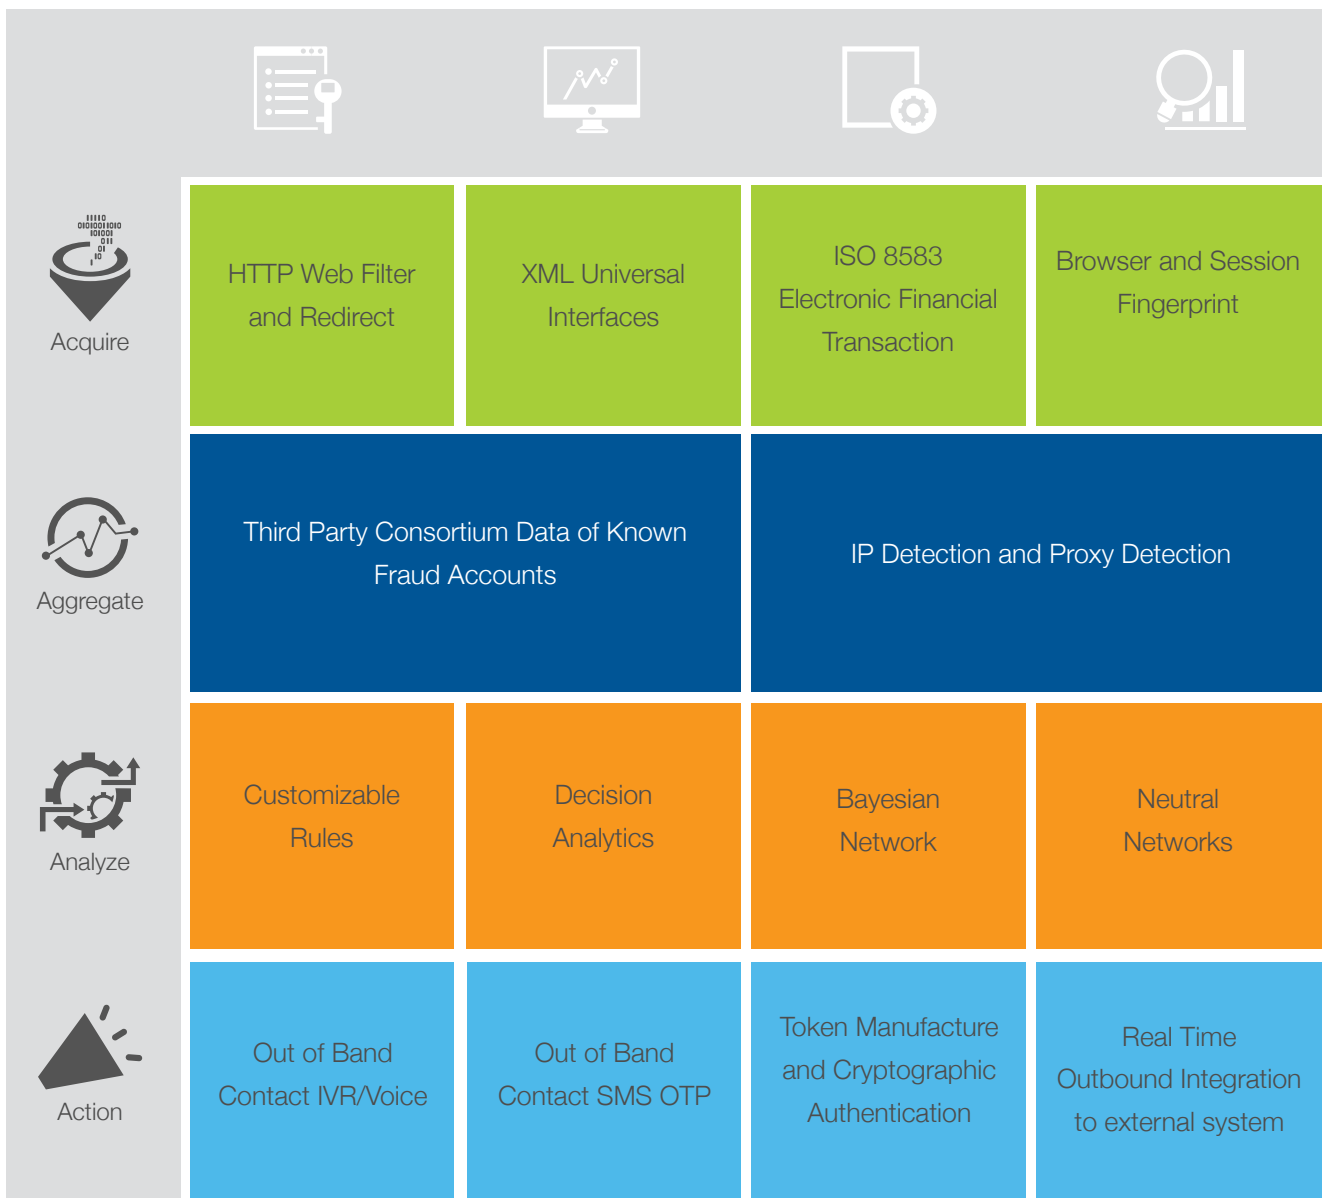 HTTP Web Filter
and Redirect
XML Universal
Interfaces
ISO 8583
Electronic Financial
Transaction
Browser and Session
Fingerprint
Acquire
Third Party Consortium Data of Known
Fraud Accounts
IP Detection and Proxy Detection
Aggregate
Customizable
Rules
Decision
Analytics
Bayesian
Network
Neutral
Networks
Analyze
Out of Band
Contact IVR/Voice
Out of Band
Contact SMS OTP
Token Manufacture
and Cryptographic
Authentication
Real Time
Outbound Integration
to external system
Action